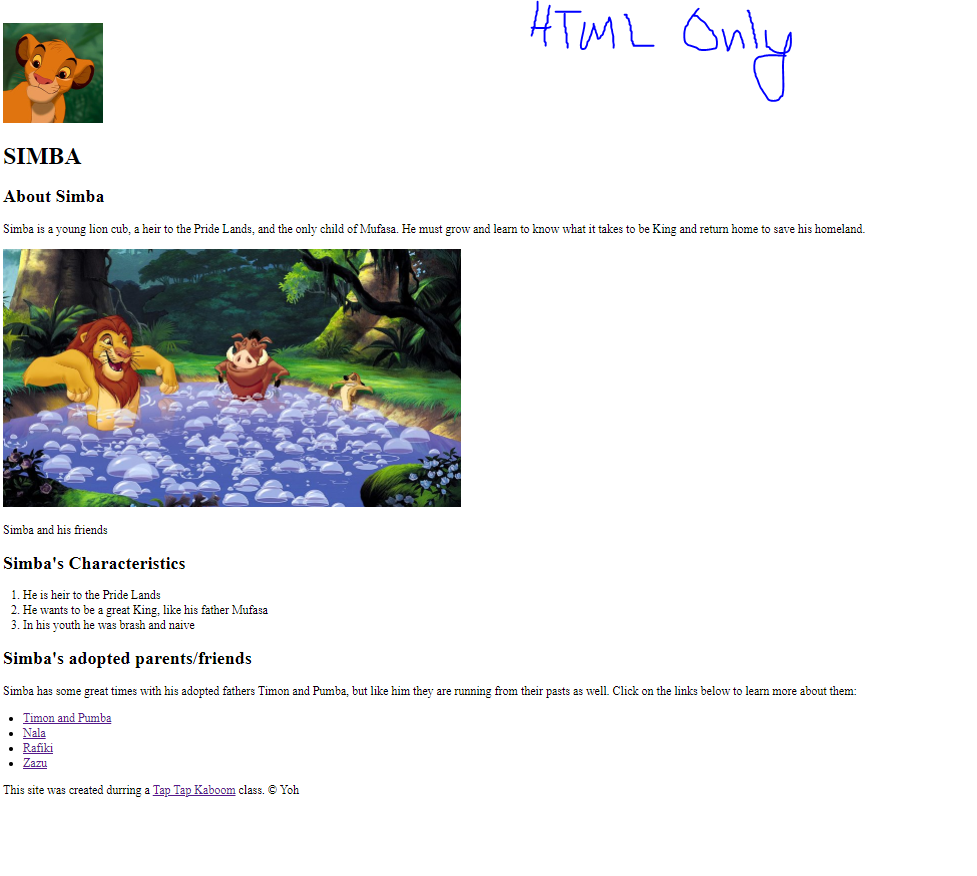 HTML Only
SIMBA
About Simba
Simba is a young lion cub, a heir to the Pride Lands, and the only child of Mufasa. He must grow and learn to know what it takes to be King and return home to save his homeland.
Simba and his friends
Simba's Characteristics
1. He is heir to the Pride Lands
2. He wants to be a great King, like his father Mufasa
3. In his youth he was brash and naive
Simba's adopted parents/friends
Simba has some great times with his adopted fathers Timon and Pumba, but like him they are running from their pasts as well. Click on the links below to learn more about them:
• Timon and Pumba
• Nala
• Rafiki
• Zazu
This site was created durring a Tap Tap Kaboom class. © Yoh